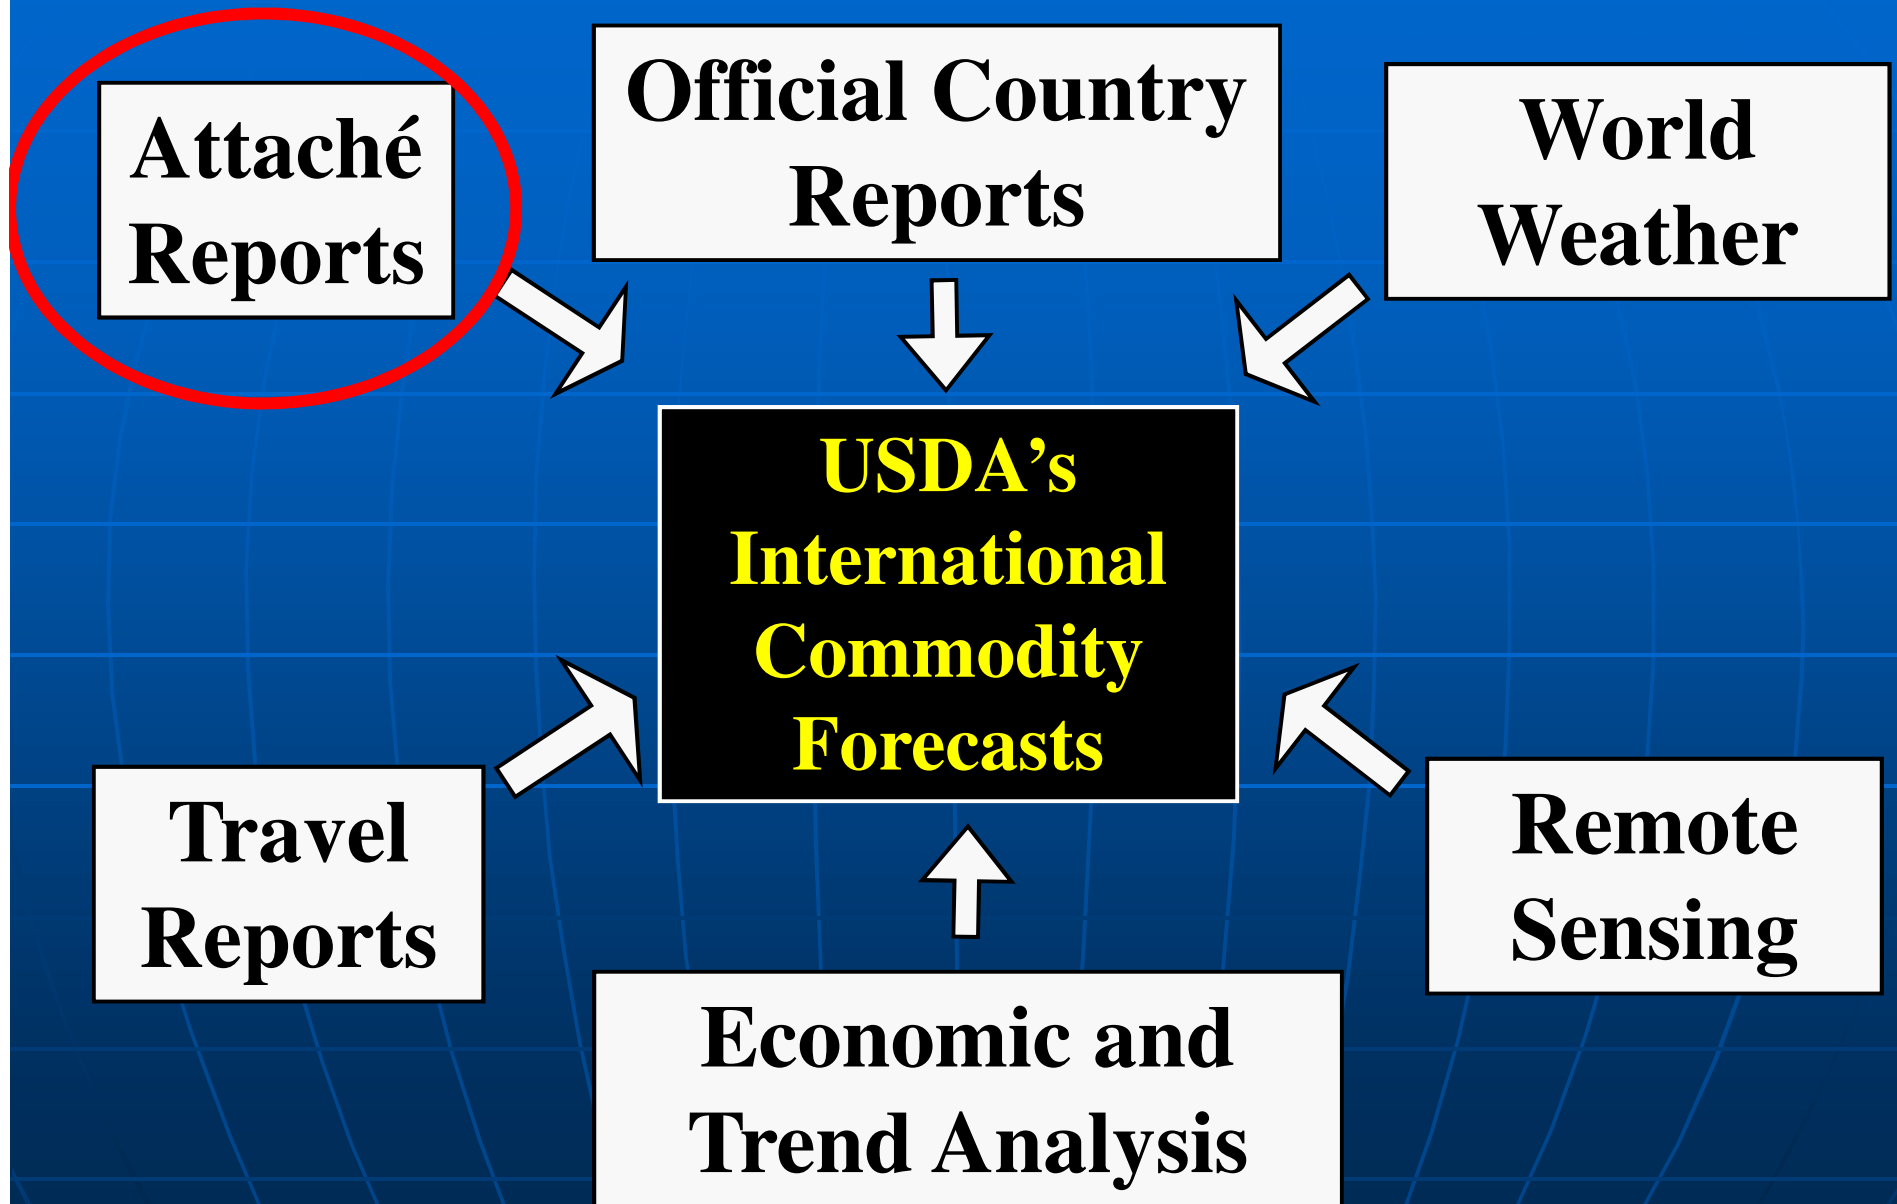 Attaché
Reports
Official Country
Reports
World
Weather
USDA’s
International
Commodity
Forecasts
Travel
Reports
Remote
Sensing
Economic and
Trend Analysis